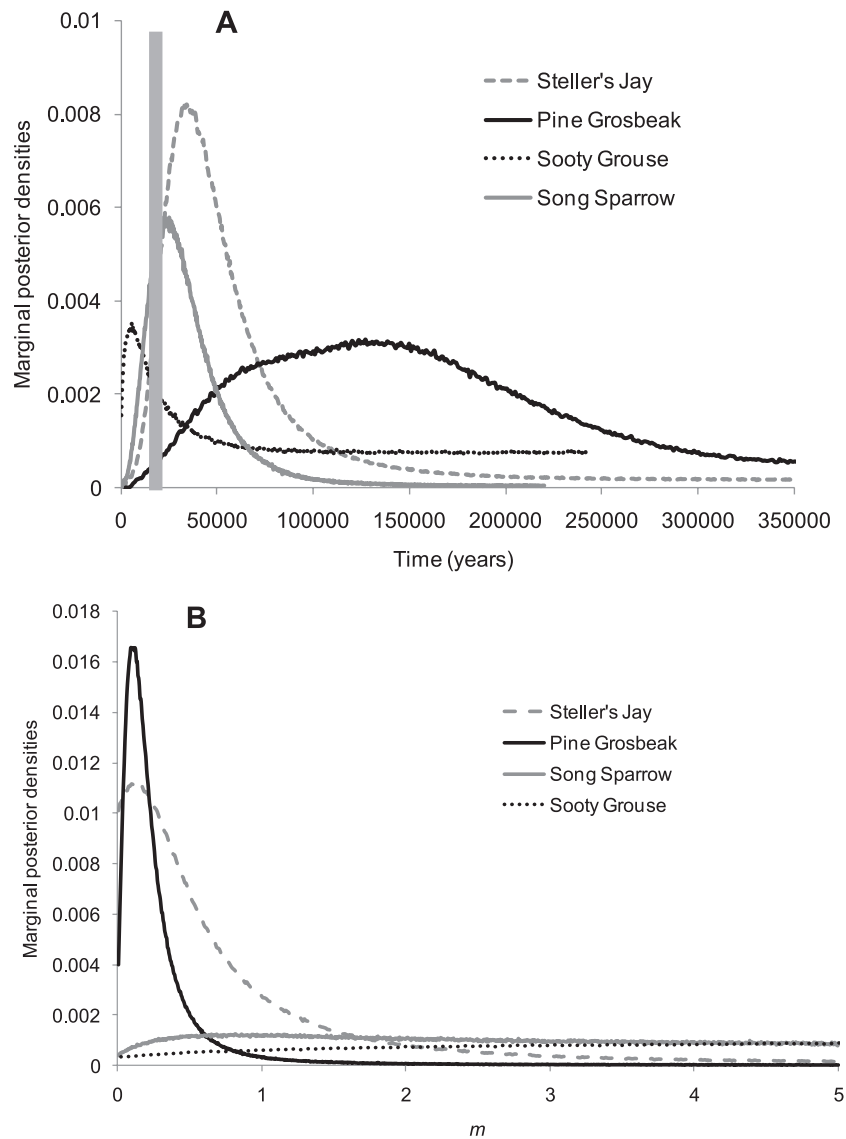 A
Marginal posterior densities
0.01
0.008
0.006
0.004
0.002
0
Steller's Jay
Pine Grosbeak
Sooty Grouse
Song Sparrow
0 50000 100000 150000 200000 250000 300000 350000
Time (years)
B
Marginal posterior densities
0.018
0.016
0.014
0.012
0.01
0.008
0.006
0.004
0.002
0
Steller's Jay
Pine Grosbeak
Song Sparrow
Sooty Grouse
0 1 2 3 4 5
m